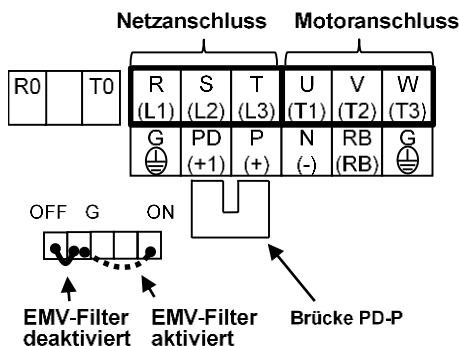 Netzanschluss Motoranschluss
R0 T0 R S T U V W
(L1) (L2) (L3) (T1) (T2) (T3)
G PD P N RB G
(+1) (+) (-) (RB)
OFF G ON
EMV-Filter deaktiviert
EMV-Filter aktiviert
Brücke PD-P